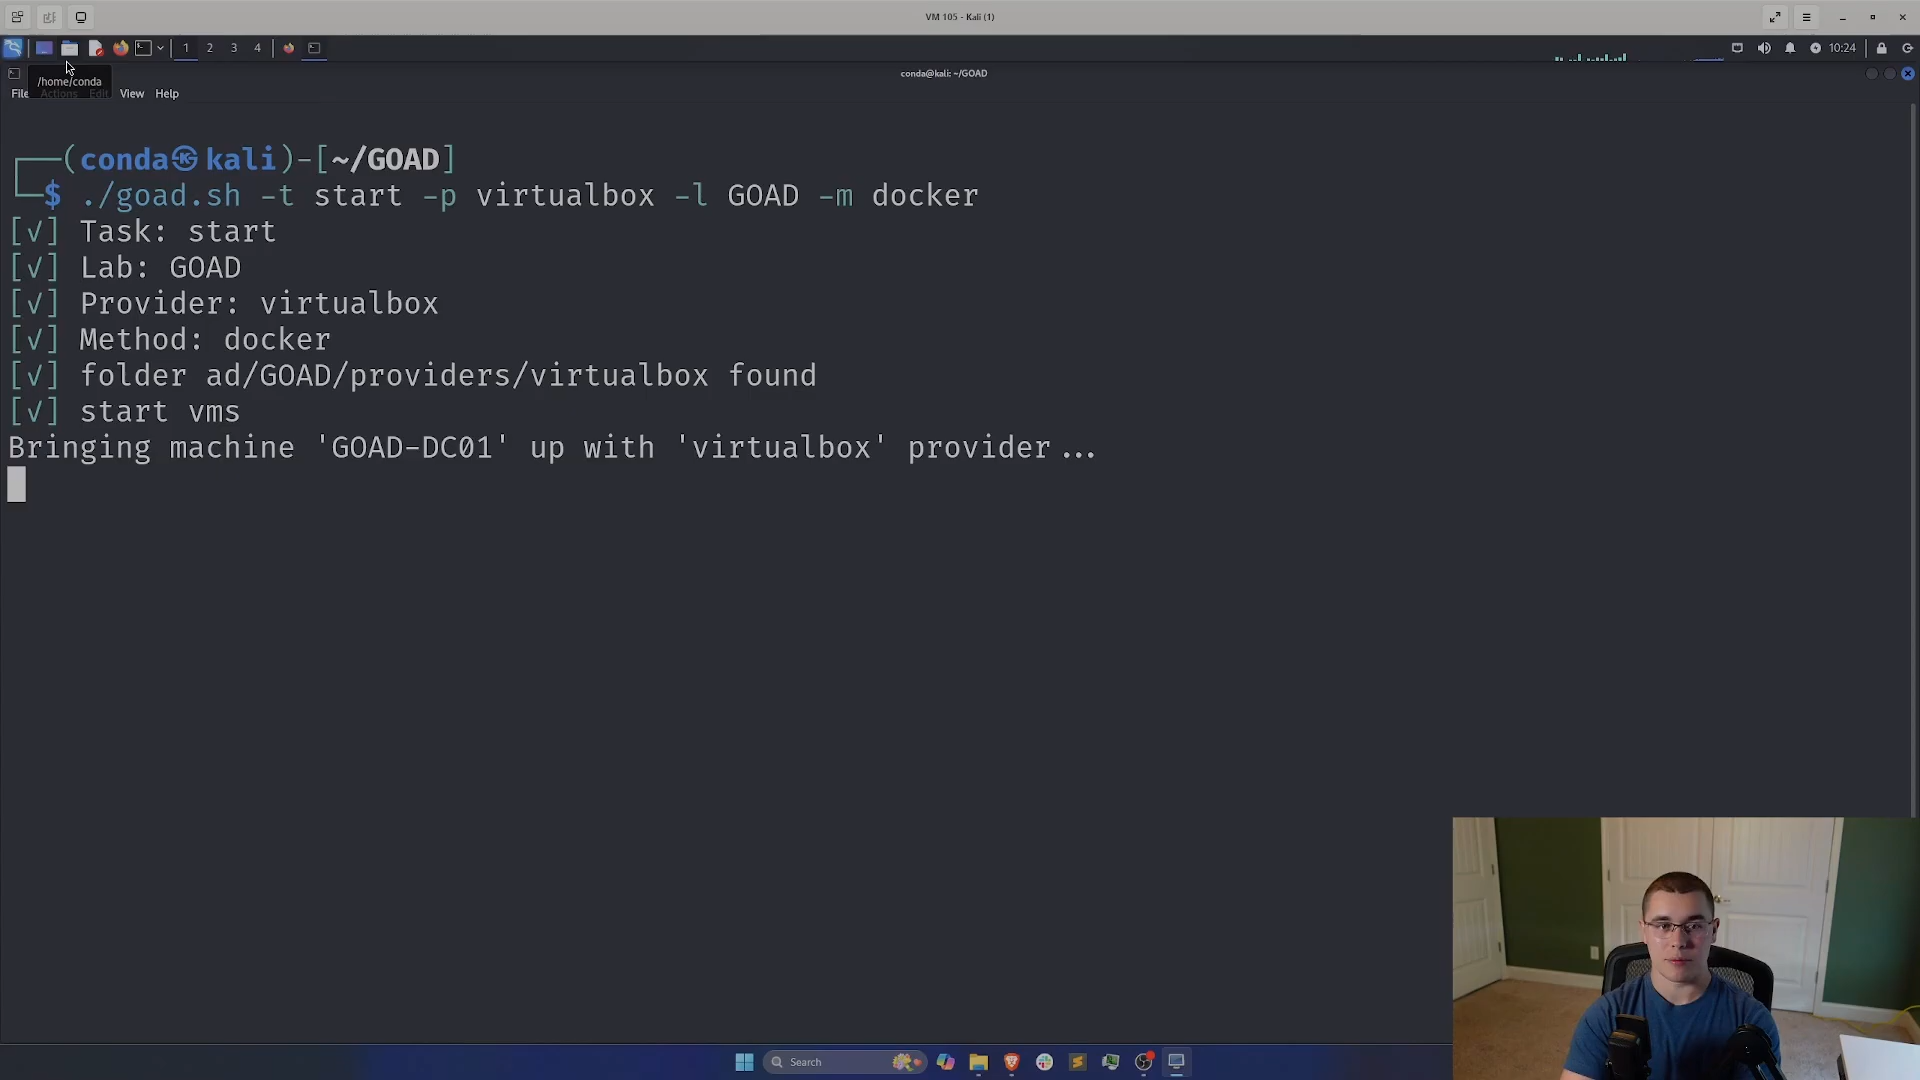 VM 105 - Kali (1)
1 2 3 4
10:24
/home/conda
conda@kali: ~/GOAD
File Actions Edit View Help
(conda㉿kali)-[~/GOAD]
$ ./goad.sh -t start -p virtualbox -l GOAD -m docker
[√] Task: start
[√] Lab: GOAD
[√] Provider: virtualbox
[√] Method: docker
[√] folder ad/GOAD/providers/virtualbox found
[√] start vms
Bringing machine 'GOAD-DC01' up with 'virtualbox' provider...
Search